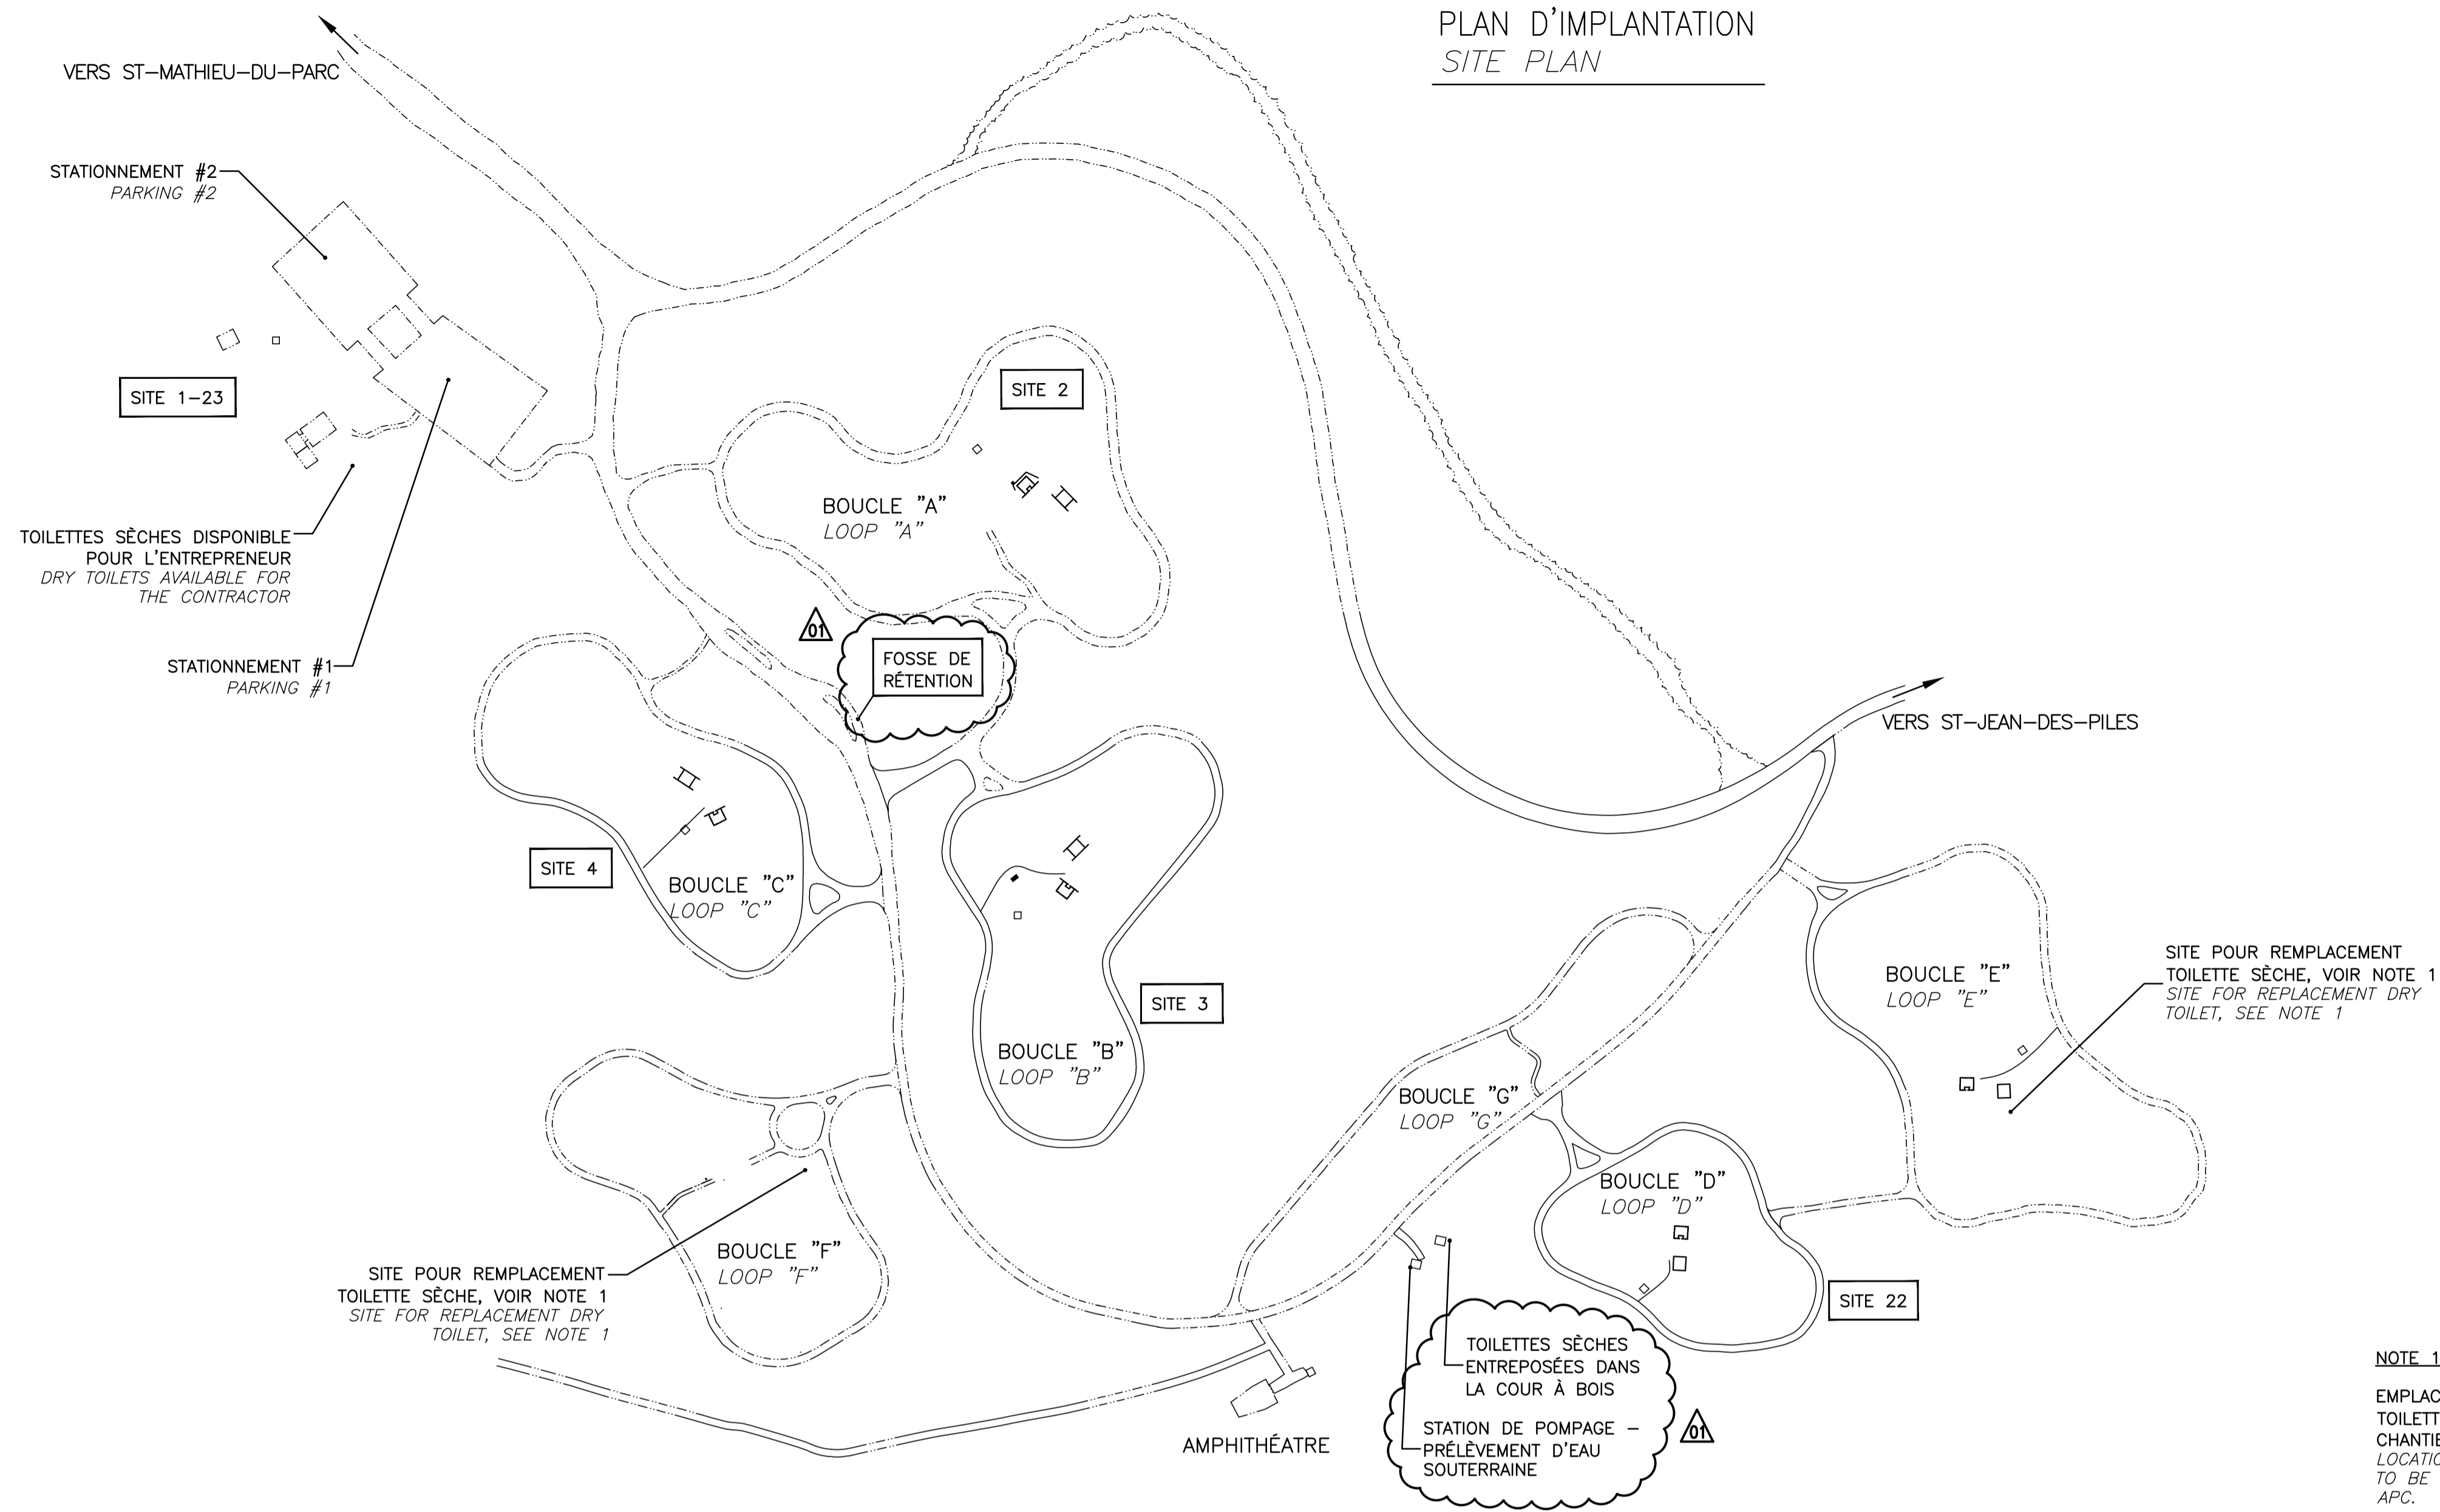 PLAN D'IMPLANTATION
SITE PLAN
VERS ST-MATHIEU-DU-PARC
STATIONNEMENT #2
PARKING #2
SITE 1-23
TOILETTES SÈCHES DISPONIBLE
POUR L'ENTREPRENEUR
DRY TOILETS AVAILABLE FOR
THE CONTRACTOR
STATIONNEMENT #1
PARKING #1
SITE 2
BOUCLE "A"
LOOP "A"
01
FOSSE DE
RÉTENTION
VERS ST-JEAN-DES-PILES
SITE 4
BOUCLE "C"
LOOP "C"
SITE 3
BOUCLE "B"
LOOP "B"
BOUCLE "E"
LOOP "E"
SITE POUR REMPLACEMENT
TOILETTE SÈCHE, VOIR NOTE 1
SITE FOR REPLACEMENT DRY
TOILET, SEE NOTE 1
BOUCLE "G"
LOOP "G"
BOUCLE "D"
LOOP "D"
SITE 22
BOUCLE "F"
LOOP "F"
SITE POUR REMPLACEMENT
TOILETTE SÈCHE, VOIR NOTE 1
SITE FOR REPLACEMENT DRY
TOILET, SEE NOTE 1
TOILETTES SÈCHES
ENTREPOSÉES DANS
LA COUR À BOIS
STATION DE POMPAGE -
PRÉLÈVEMENT D'EAU
SOUTERRAINE
01
AMPHITHÉATRE
NOTE 1
TO BE
APC.